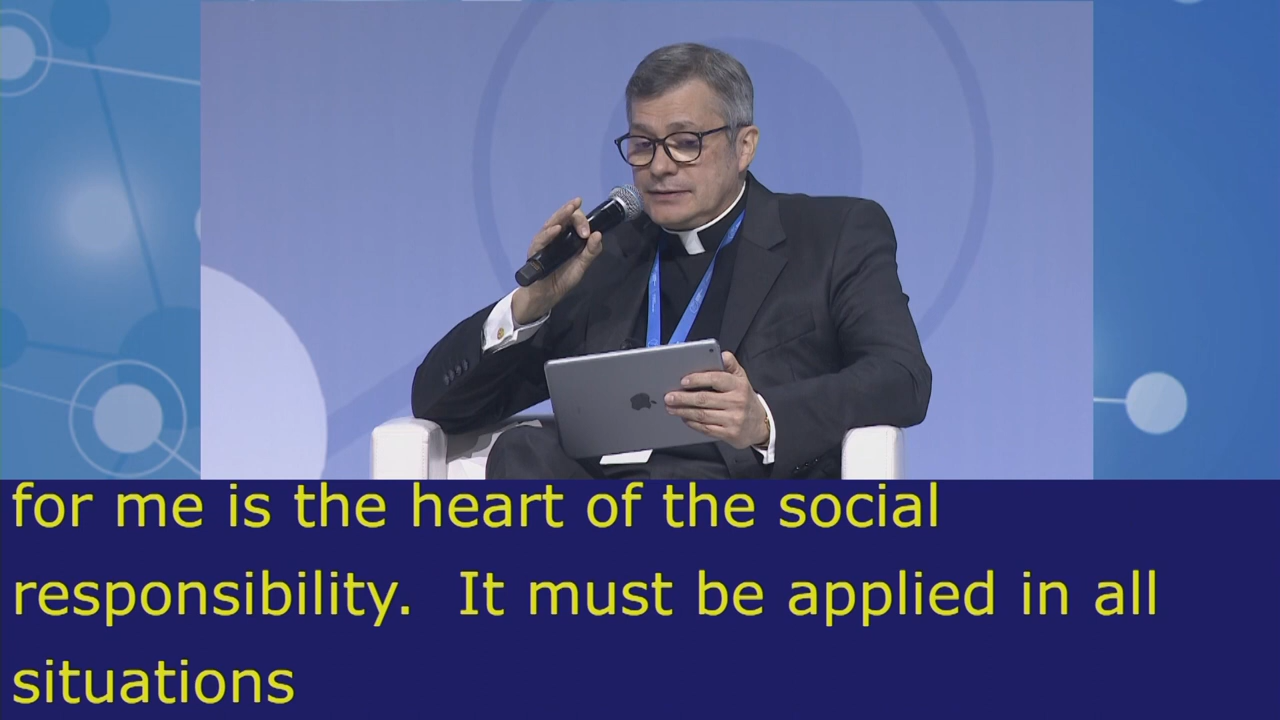 for me is the heart of the social
responsibility.  It must be applied in all
situations